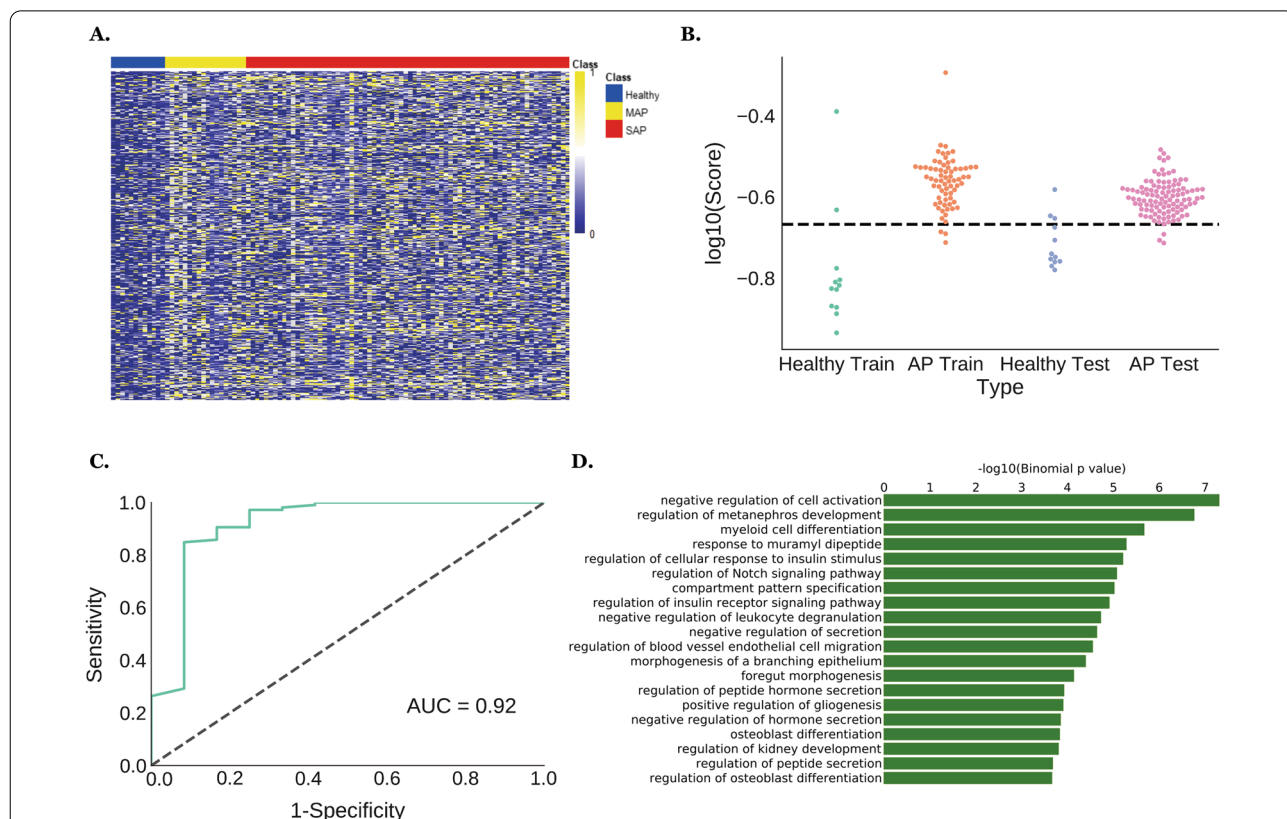 A.
Class
1
0
Class
Healthy
MAP
SAP
B.
log10(Score)
−0.4
−0.6
−0.8
Healthy Train
AP Train
Healthy Test
AP Test
Type
C.
Sensitivity
1.0
0.8
0.6
0.4
0.2
0.0
AUC = 0.92
0.0
0.2
0.4
0.6
0.8
1.0
1-Specificity
D.
-log10(Binomial p value)
0 1 2 3 4 5 6 7
negative regulation of cell activation
regulation of metanephros development
myeloid cell differentiation
response to muramyl dipeptide
regulation of cellular response to insulin stimulus
regulation of Notch signaling pathway
compartment pattern specification
regulation of insulin receptor signaling pathway
negative regulation of leukocyte degranulation
negative regulation of secretion
regulation of blood vessel endothelial cell migration
morphogenesis of a branching epithelium
foregut morphogenesis
regulation of peptide hormone secretion
positive regulation of gliogenesis
negative regulation of hormone secretion
osteoblast differentiation
regulation of kidney development
regulation of peptide secretion
regulation of osteoblast differentiation